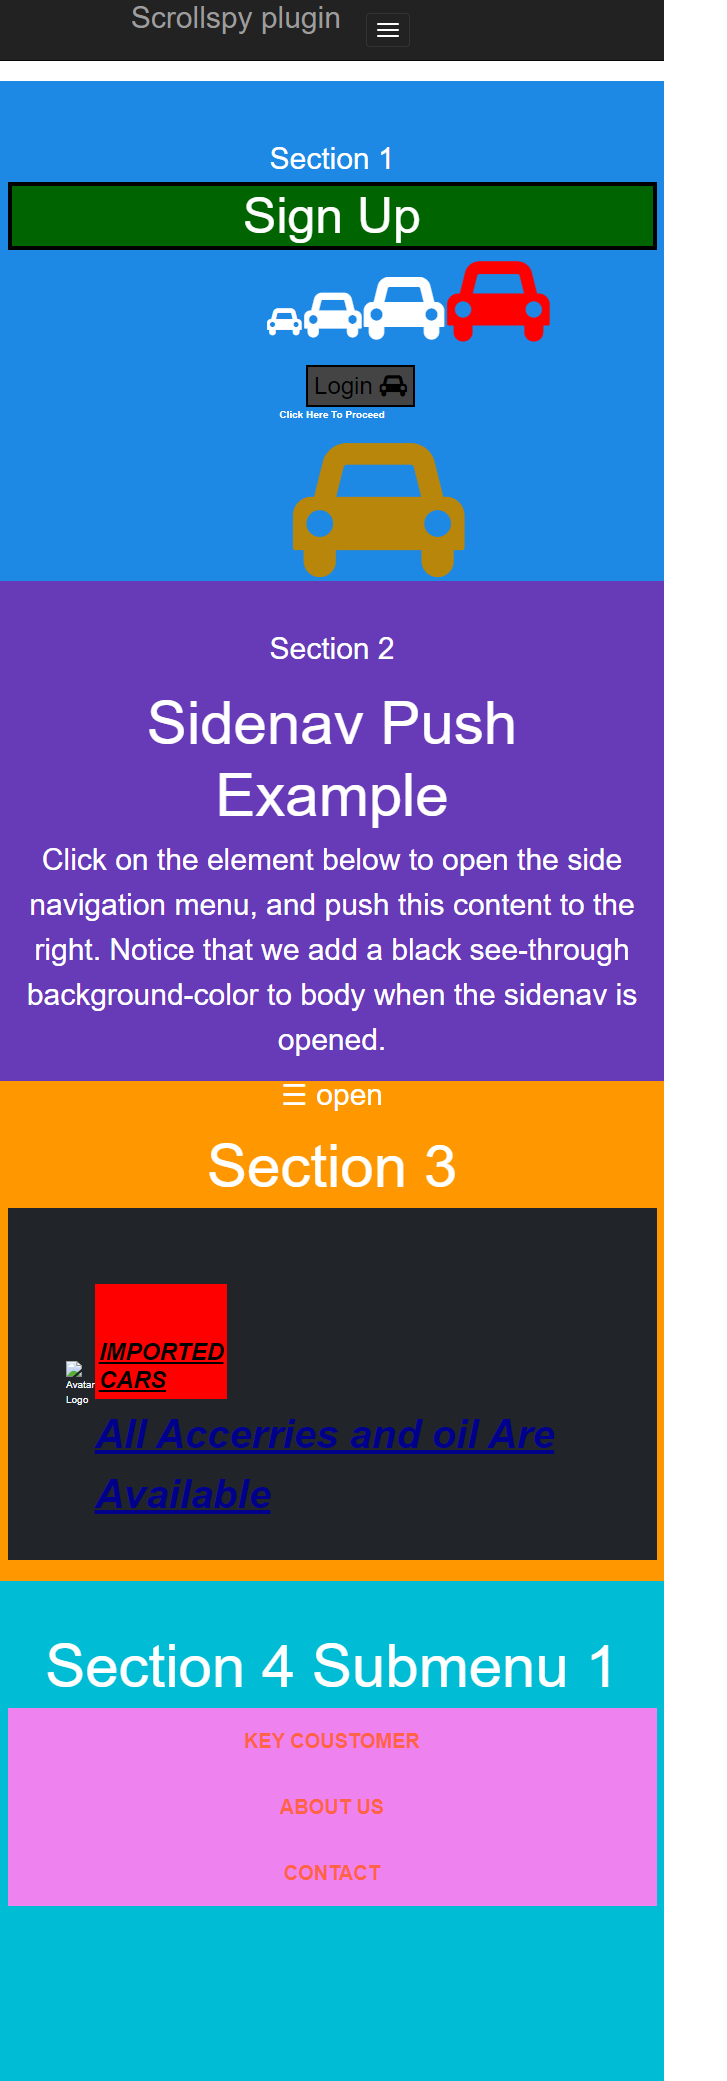 Scrollspy plugin
Section 1
Sign Up
Login
Click Here To Proceed
Section 2
Sidenav Push
Example
Click on the element below to open the side
navigation menu, and push this content to the
right. Notice that we add a black see-through
background-color to body when the sidenav is
opened.
☰ open
Section 3
IMPORTED
CARS
Avatar
Logo
All Accerries and oil Are
Available
Section 4 Submenu 1
KEY COUSTOMER
ABOUT US
CONTACT